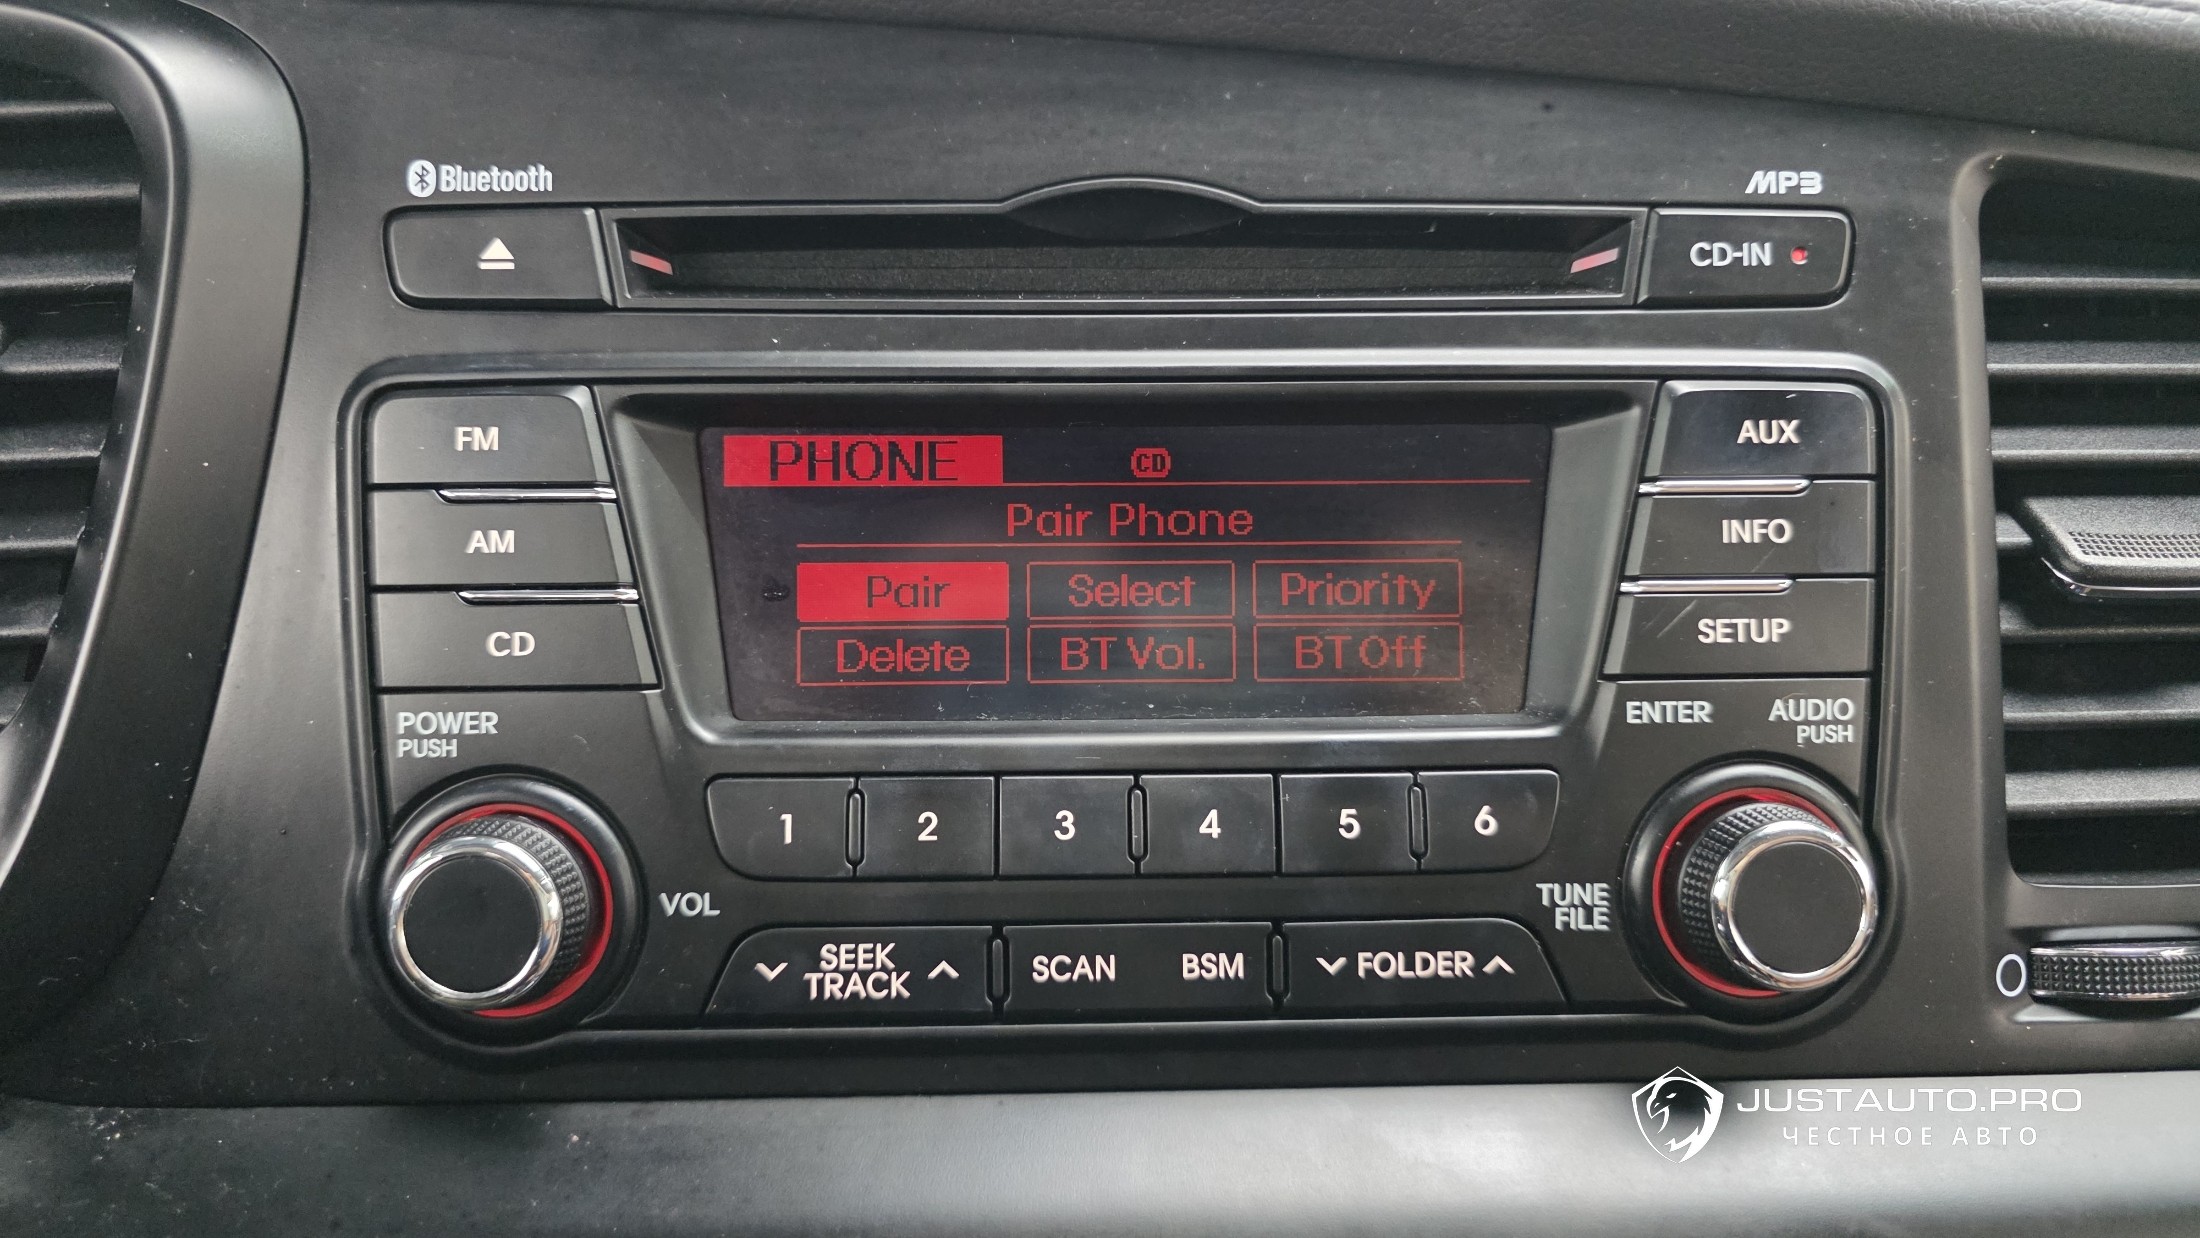 Bluetooth
MP3
CD-IN
FM
AM
CD
PHONE CD
Pair Phone
Pair Select Priority
Delete BT Vol. BT Off
AUX
INFO
SETUP
POWER
PUSH
ENTER
AUDIO
PUSH
1 2 3 4 5 6
VOL
TUNE
FILE
SEEK
TRACK
SCAN BSM
FOLDER
O
JUSTAUTO.PRO
ЧЕСТНОЕ АВТО